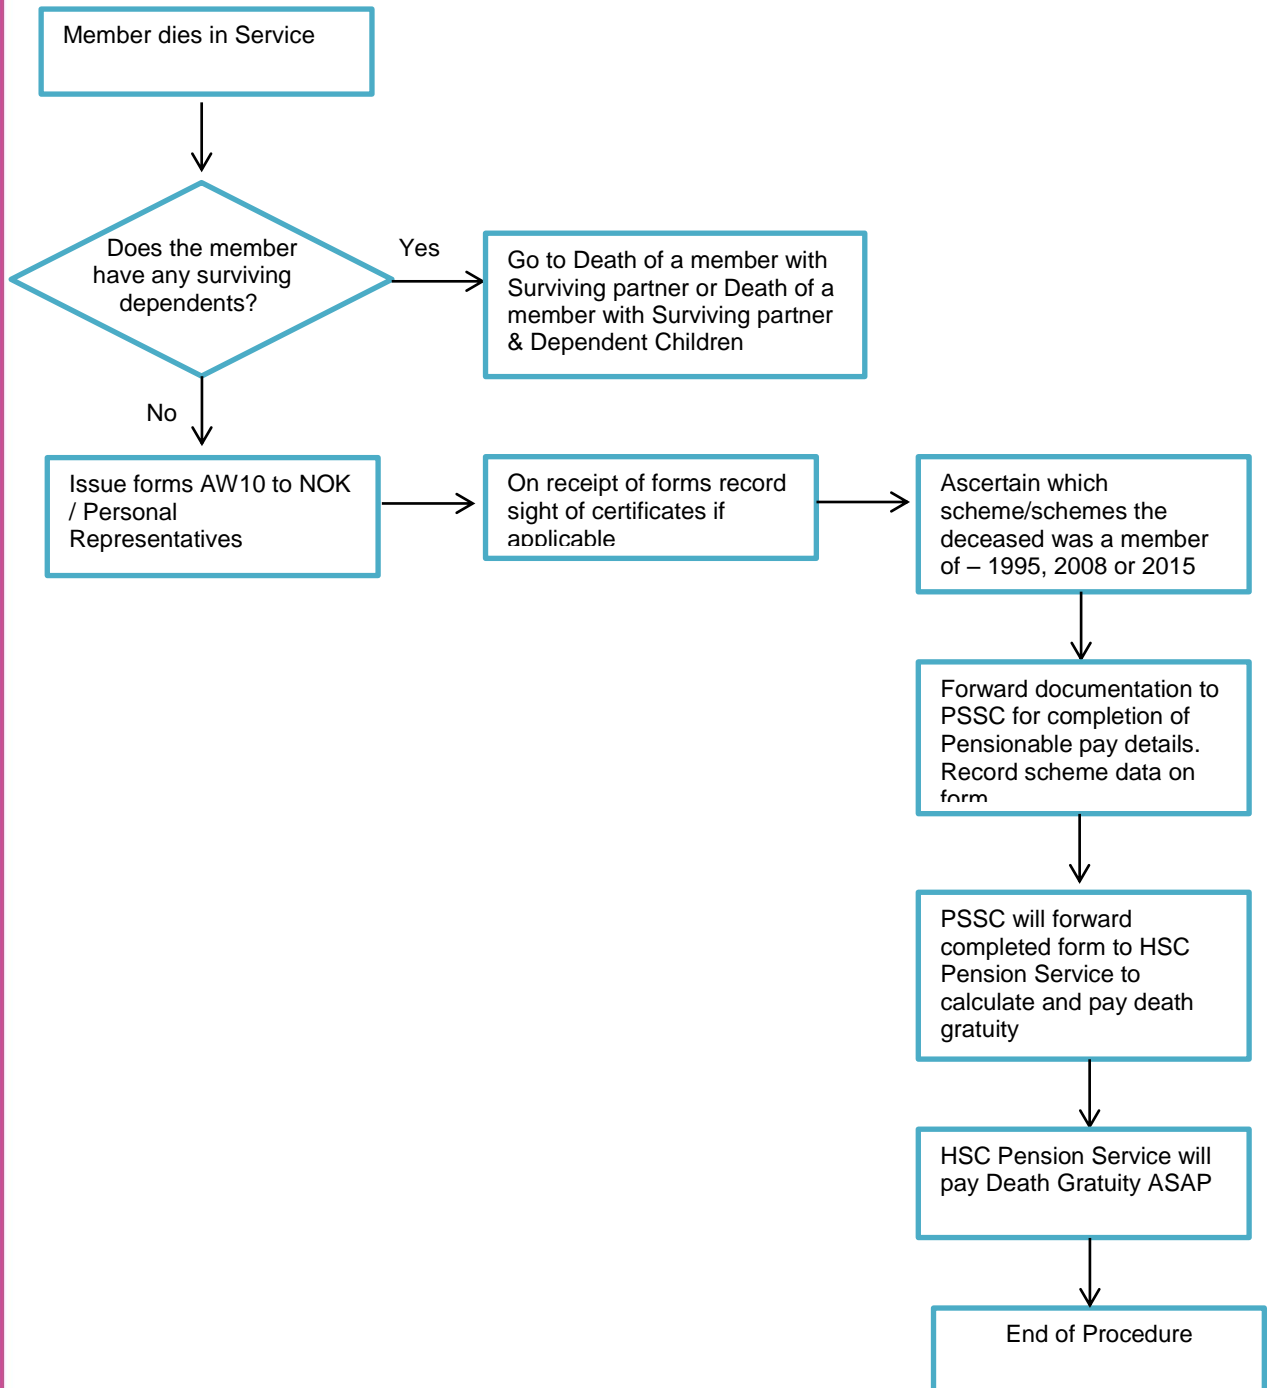 Member dies in Service
Does the member
have any surviving
dependents?
Yes
Go to Death of a member with
Surviving partner or Death of a
member with Surviving partner
& Dependent Children
No
Issue forms AW10 to NOK
/ Personal
Representatives
On receipt of forms record
sight of certificates if
applicable
Ascertain which
scheme/schemes the
deceased was a member
of – 1995, 2008 or 2015
Forward documentation to
PSSC for completion of
Pensionable pay details.
Record scheme data on
form
PSSC will forward
completed form to HSC
Pension Service to
calculate and pay death
gratuity
HSC Pension Service will
pay Death Gratuity ASAP
End of Procedure